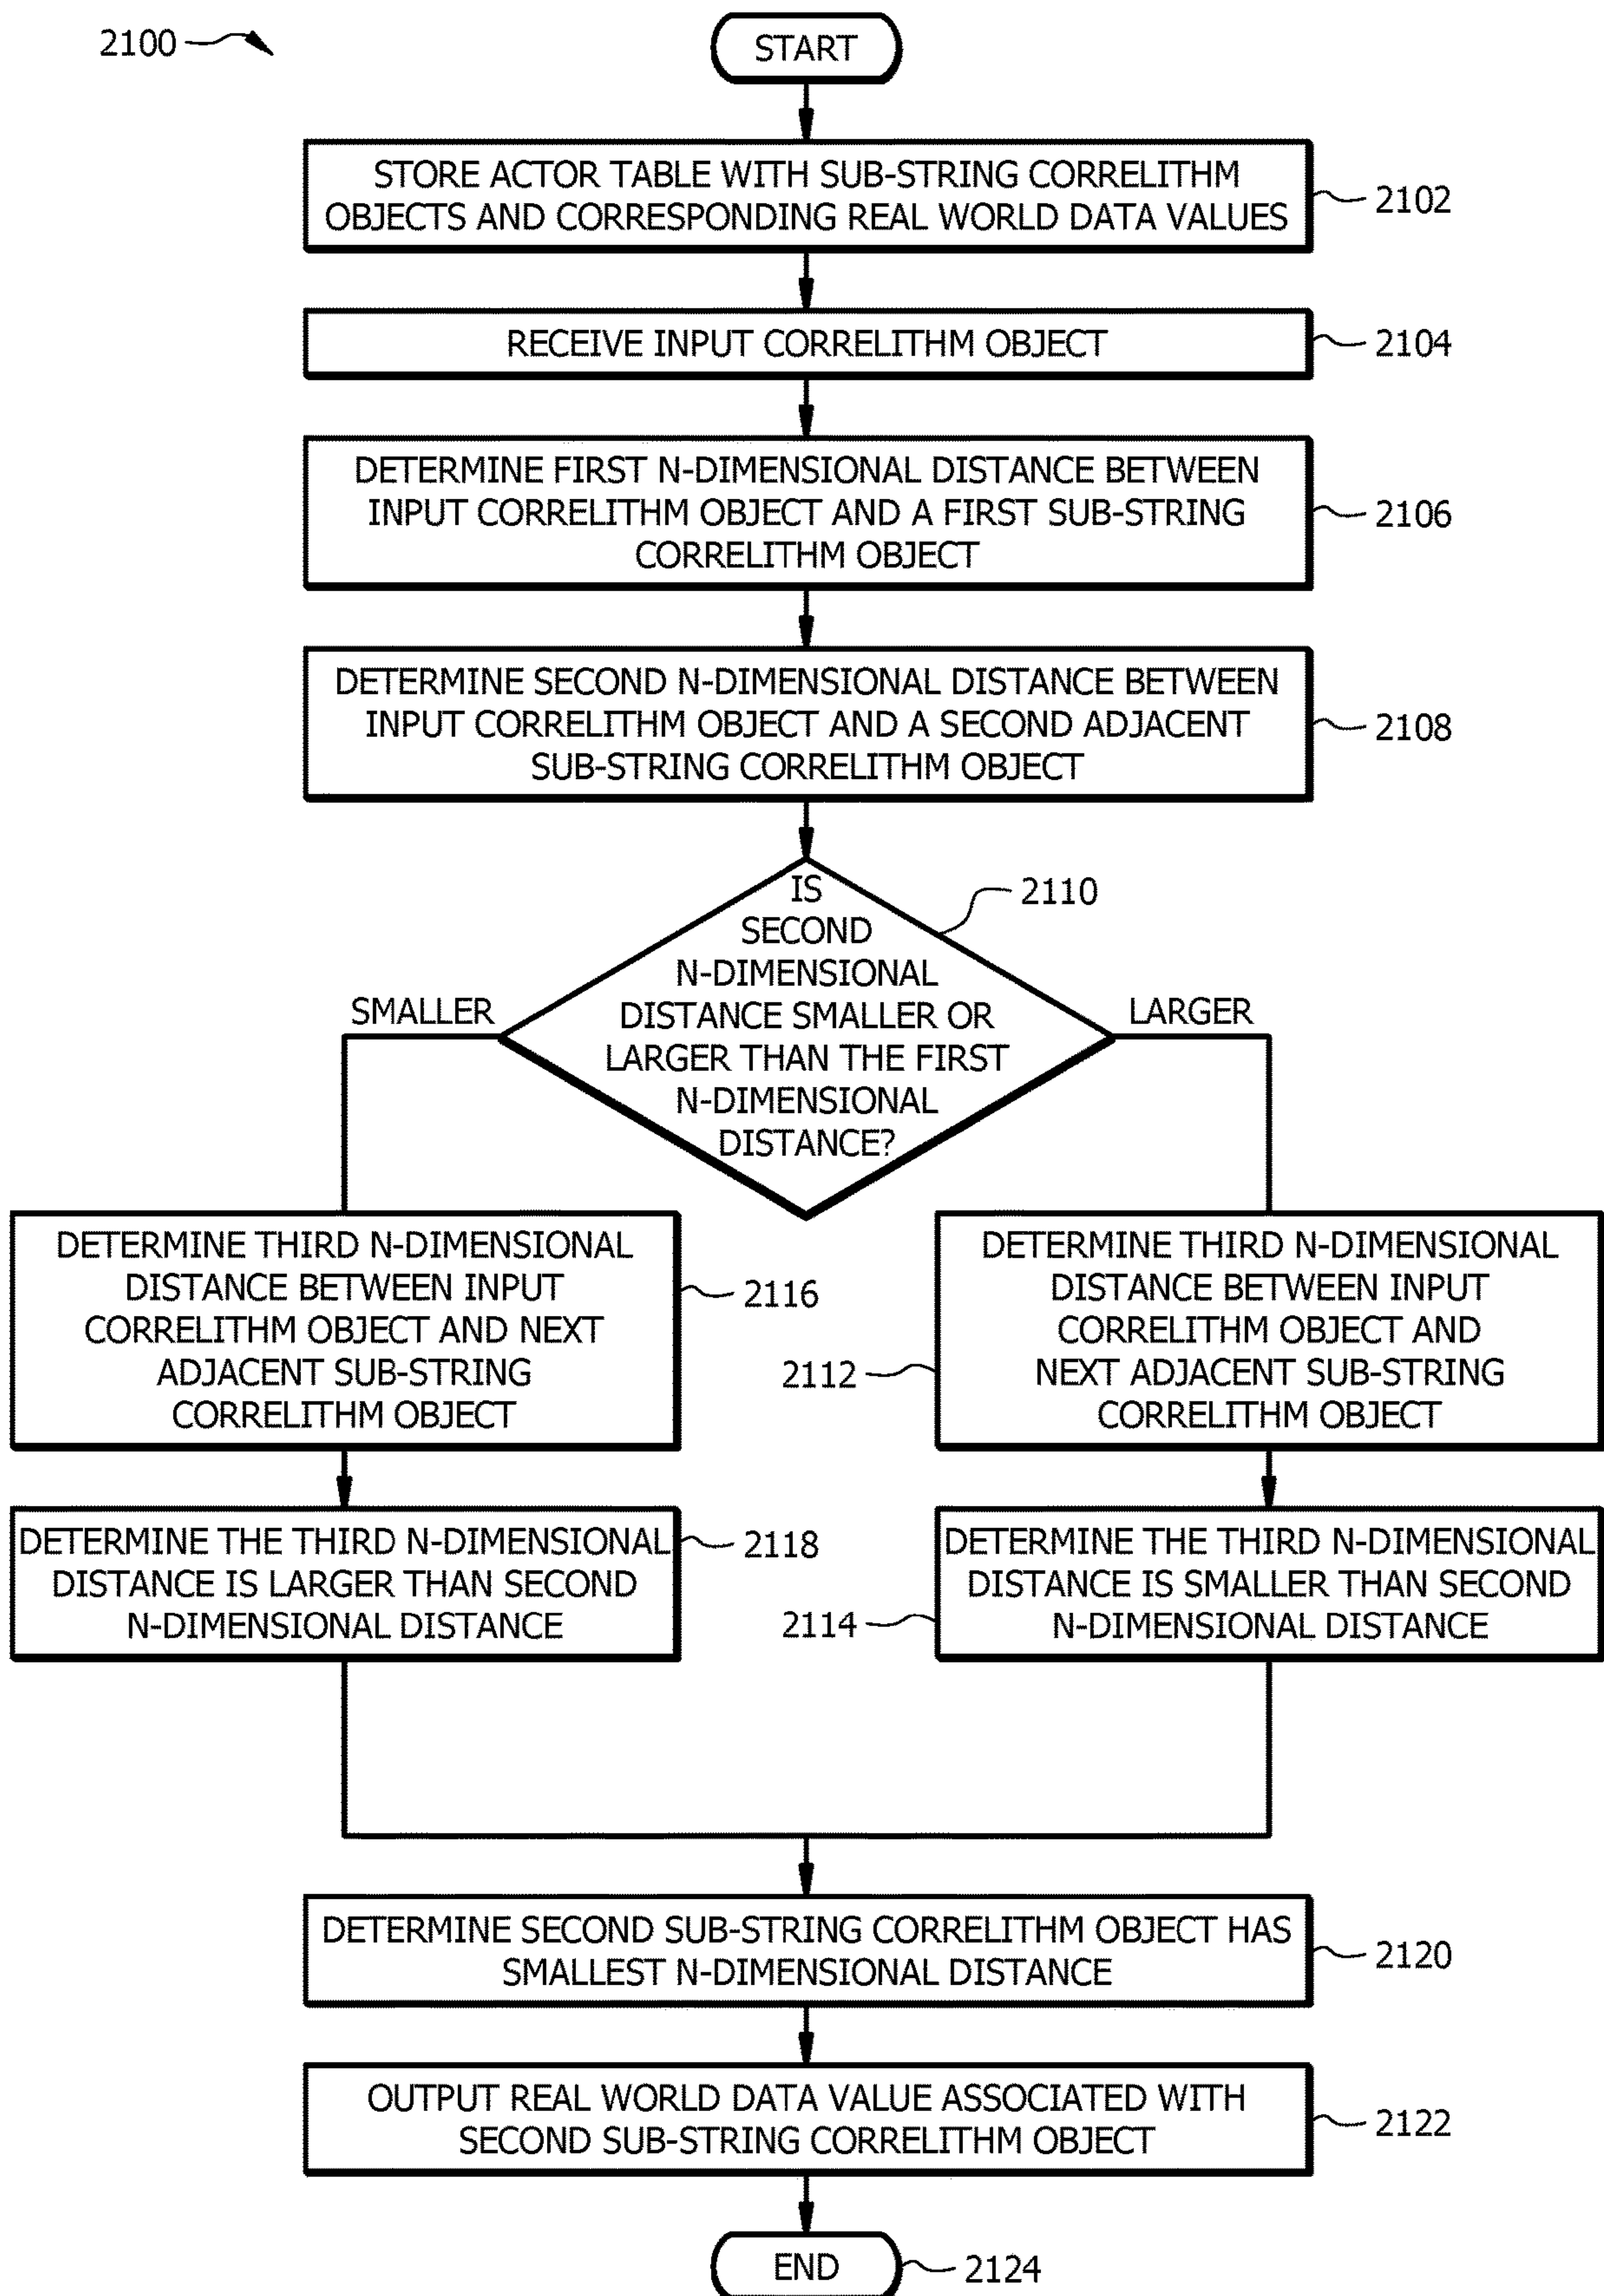 2100
START
STORE ACTOR TABLE WITH SUB-STRING CORRELITHM
OBJECTS AND CORRESPONDING REAL WORLD DATA VALUES
2102
RECEIVE INPUT CORRELITHM OBJECT
2104
DETERMINE FIRST N-DIMENSIONAL DISTANCE BETWEEN
INPUT CORRELITHM OBJECT AND A FIRST SUB-STRING
CORRELITHM OBJECT
2106
DETERMINE SECOND N-DIMENSIONAL DISTANCE BETWEEN
INPUT CORRELITHM OBJECT AND A SECOND ADJACENT
SUB-STRING CORRELITHM OBJECT
2108
IS
SECOND
N-DIMENSIONAL
DISTANCE SMALLER OR
LARGER THAN THE FIRST
N-DIMENSIONAL
DISTANCE?
2110
SMALLER
LARGER
DETERMINE THIRD N-DIMENSIONAL
DISTANCE BETWEEN INPUT
CORRELITHM OBJECT AND NEXT
ADJACENT SUB-STRING
CORRELITHM OBJECT
2116
DETERMINE THIRD N-DIMENSIONAL
DISTANCE BETWEEN INPUT
CORRELITHM OBJECT AND
NEXT ADJACENT SUB-STRING
CORRELITHM OBJECT
2112
DETERMINE THE THIRD N-DIMENSIONAL
DISTANCE IS LARGER THAN SECOND
N-DIMENSIONAL DISTANCE
2118
DETERMINE THE THIRD N-DIMENSIONAL
DISTANCE IS SMALLER THAN SECOND
N-DIMENSIONAL DISTANCE
2114
DETERMINE SECOND SUB-STRING CORRELITHM OBJECT HAS
SMALLEST N-DIMENSIONAL DISTANCE
2120
OUTPUT REAL WORLD DATA VALUE ASSOCIATED WITH
SECOND SUB-STRING CORRELITHM OBJECT
2122
END
2124